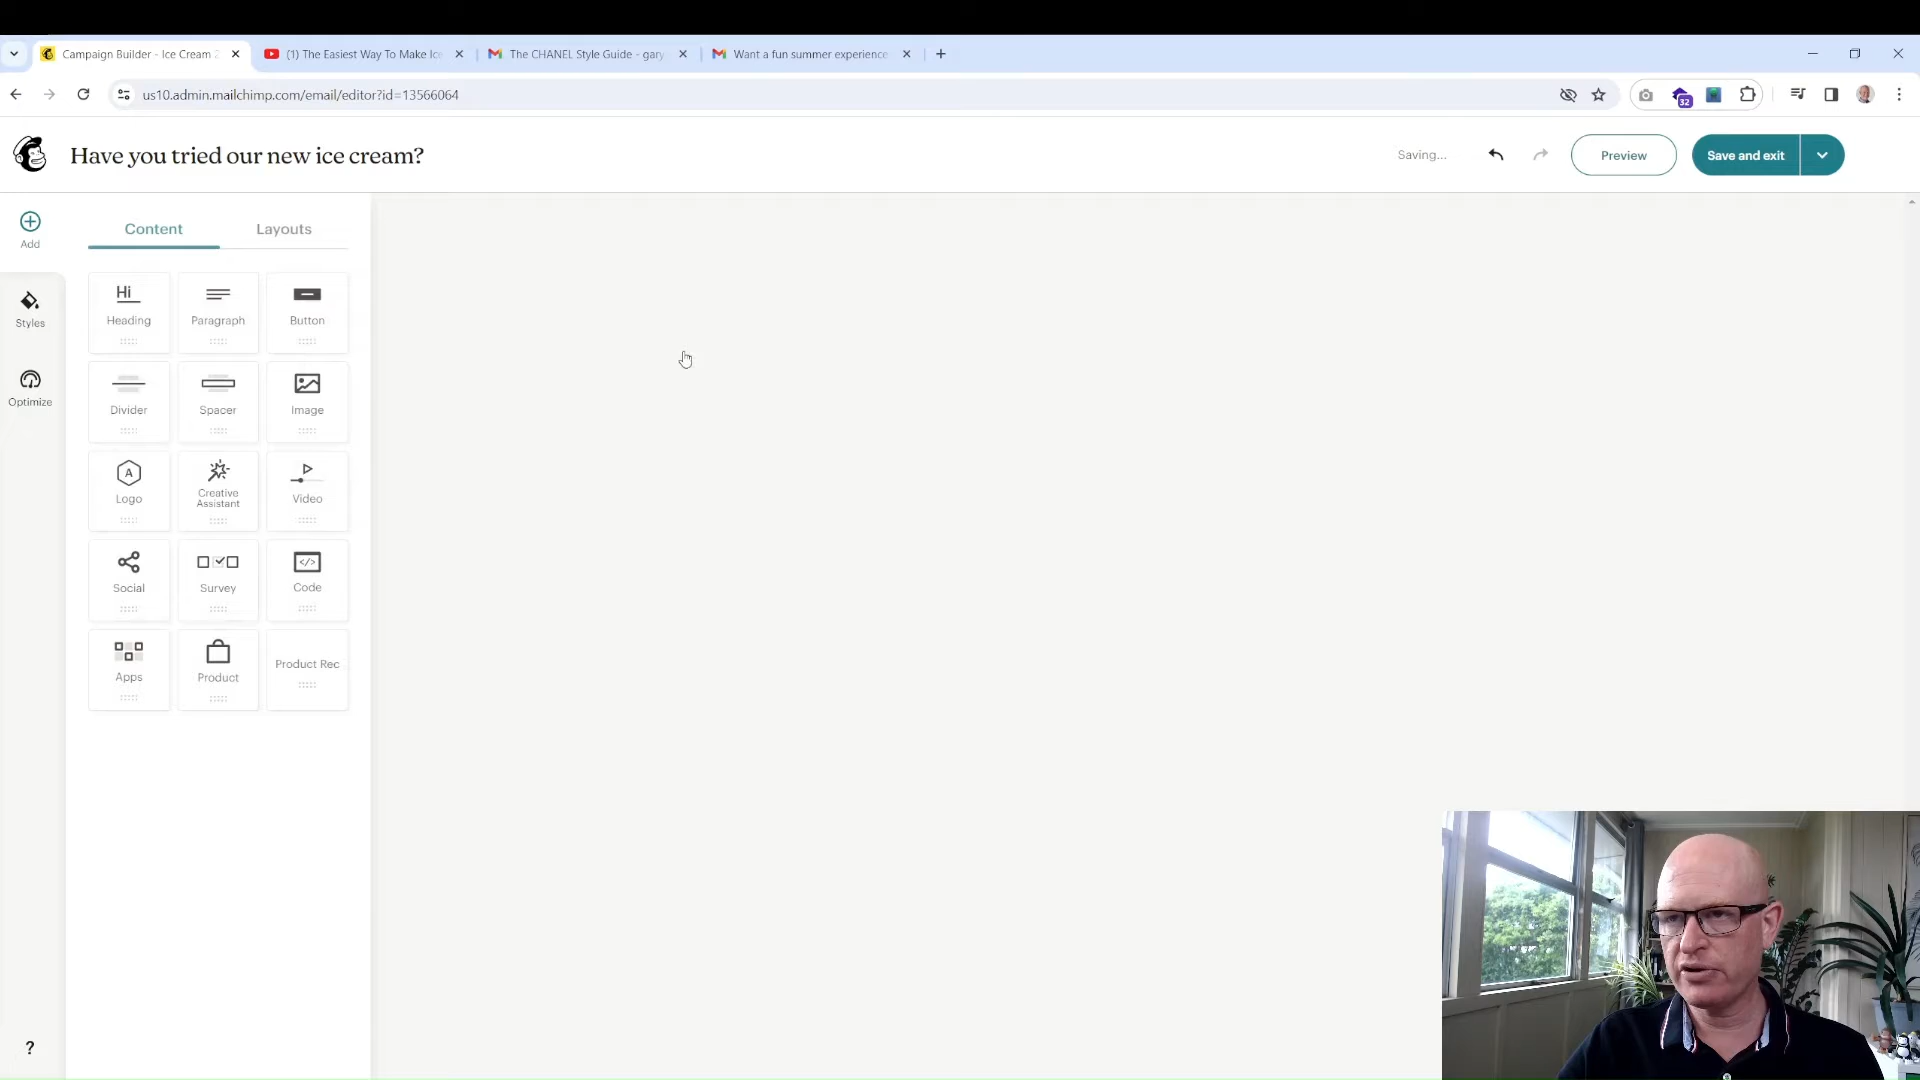 Campaign Builder - Ice Cream 2
(1) The Easiest Way To Make Ice
The CHANEL Style Guide - gary
Want a fun summer experience
us10.admin.mailchimp.com/email/editor?id=13566064
32
Have you tried our new ice cream?
Saving...
Preview
Save and exit
Add
Content
Layouts
Styles
Optimize
Hi
Heading
Paragraph
Button
Divider
Spacer
Image
A
Logo
Creative
Assistant
Video
Social
Survey
</>
Code
Apps
Product
Product Rec
?